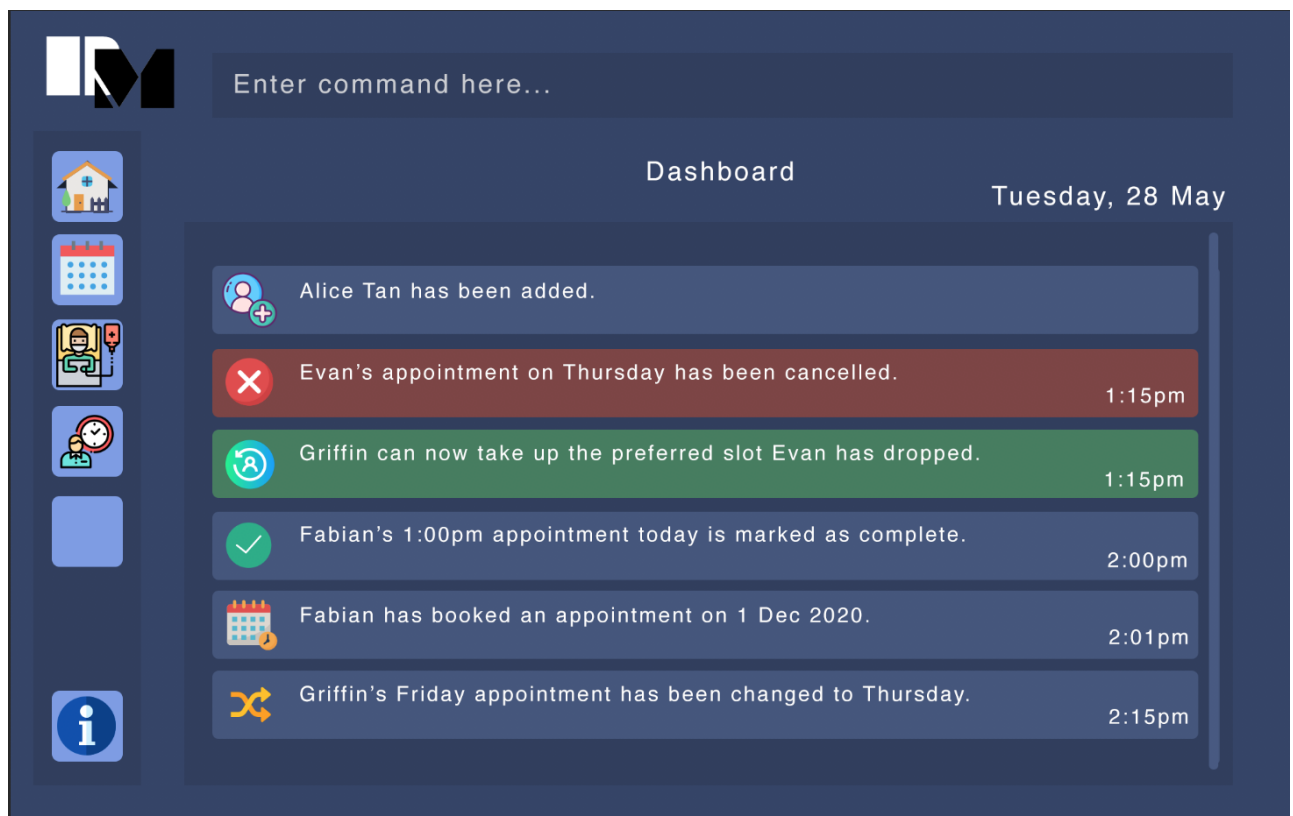 Enter command here...
Dashboard
Tuesday, 28 May
Alice Tan has been added.
Evan’s appointment on Thursday has been cancelled.
1:15pm
Griffin can now take up the preferred slot Evan has dropped.
1:15pm
Fabian’s 1:00pm appointment today is marked as complete.
2:00pm
Fabian has booked an appointment on 1 Dec 2020.
2:01pm
Griffin’s Friday appointment has been changed to Thursday.
2:15pm
i